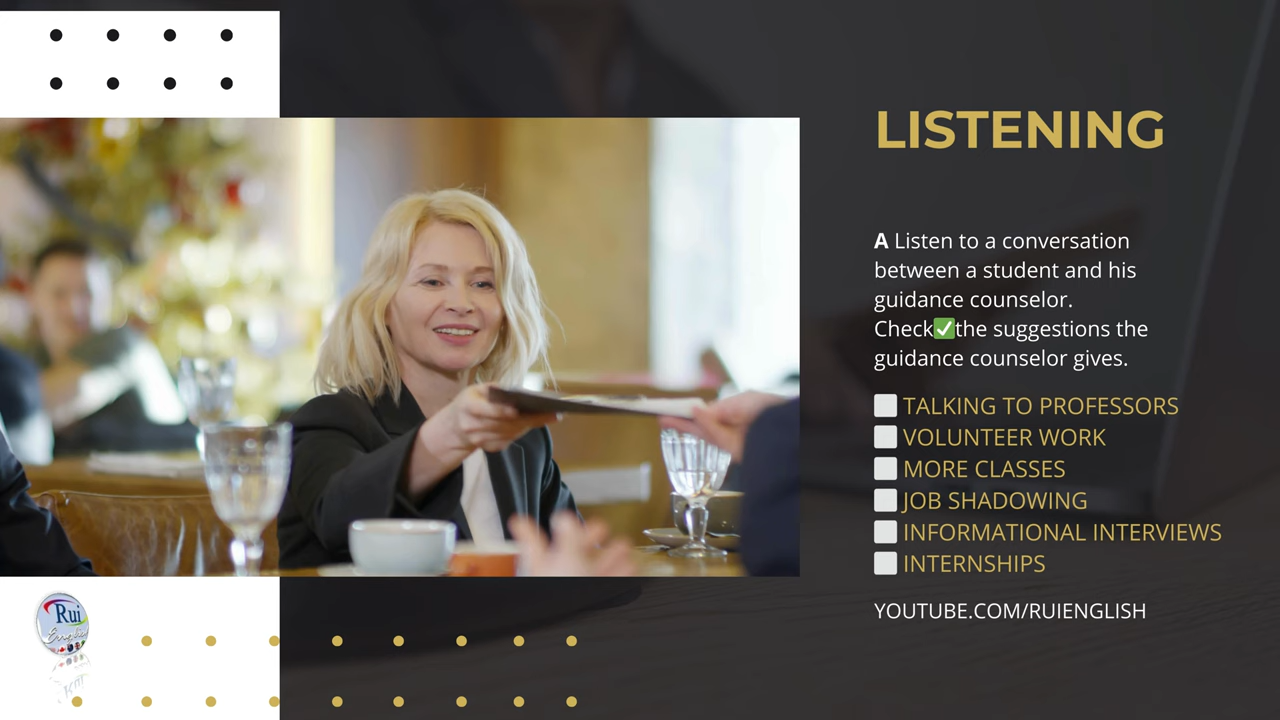 LISTENING
A Listen to a conversation
between a student and his
guidance counselor.
Check✅the suggestions the
guidance counselor gives.
TALKING TO PROFESSORS
VOLUNTEER WORK
MORE CLASSES
JOB SHADOWING
INFORMATIONAL INTERVIEWS
INTERNSHIPS
YOUTUBE.COM/RUIENGLISH
Rui
English